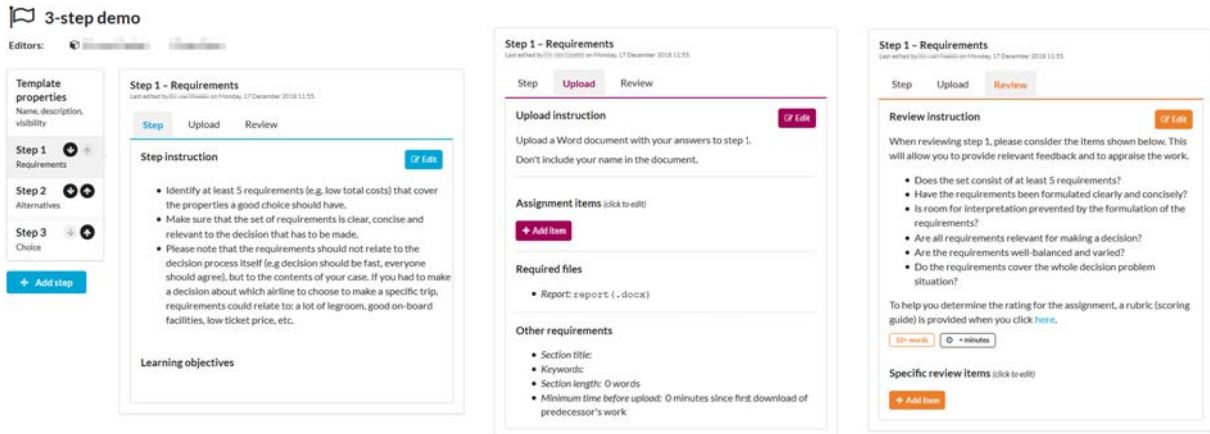 3-step demo
Editors:
Template
properties
Name, description,
visibility
Step 1
Requirements
Step 2
Alternatives
Step 3
Choice
+ Add step
Step 1 – Requirements
Last edited by on Monday, 17 December 2018 11:55.
Step Upload Review
Step instruction
Edit
• Identify at least 5 requirements (e.g. low total costs) that cover
the properties a good choice should have.
• Make sure that the set of requirements is clear, concise and
relevant to the decision that has to be made.
• Please note that the requirements should not relate to the
decision process itself (e.g decision should be fast, everyone
should agree), but to the contents of your case. If you had to make
a decision about which airline to choose to make a specific trip,
requirements could relate to: a lot of legroom, good on-board
facilities, low ticket price, etc.
Learning objectives
Step 1 – Requirements
Last edited by on Monday, 17 December 2018 11:55.
Step Upload Review
Upload instruction
Edit
Upload a Word document with your answers to step 1.
Don't include your name in the document.
Assignment items (click to edit)
+ Add item
Required files
• Report: report (.docx)
Other requirements
• Section title:
• Keywords:
• Section length: 0 words
• Minimum time before upload: 0 minutes since first download of
predecessor's work
Step 1 – Requirements
Last edited by on Monday, 17 December 2018 11:55.
Step Upload Review
Review instruction
Edit
When reviewing step 1, please consider the items shown below. This
will allow you to provide relevant feedback and to appraise the work.
• Does the set consist of at least 5 requirements?
• Have the requirements been formulated clearly and concisely?
• Is room for interpretation prevented by the formulation of the
requirements?
• Are all requirements relevant for making a decision?
• Are the requirements well-balanced and varied?
• Do the requirements cover the whole decision problem
situation?
To help you determine the rating for the assignment, a rubric (scoring
guide) is provided when you click here.
words
minutes
Specific review items (click to edit)
+ Add item